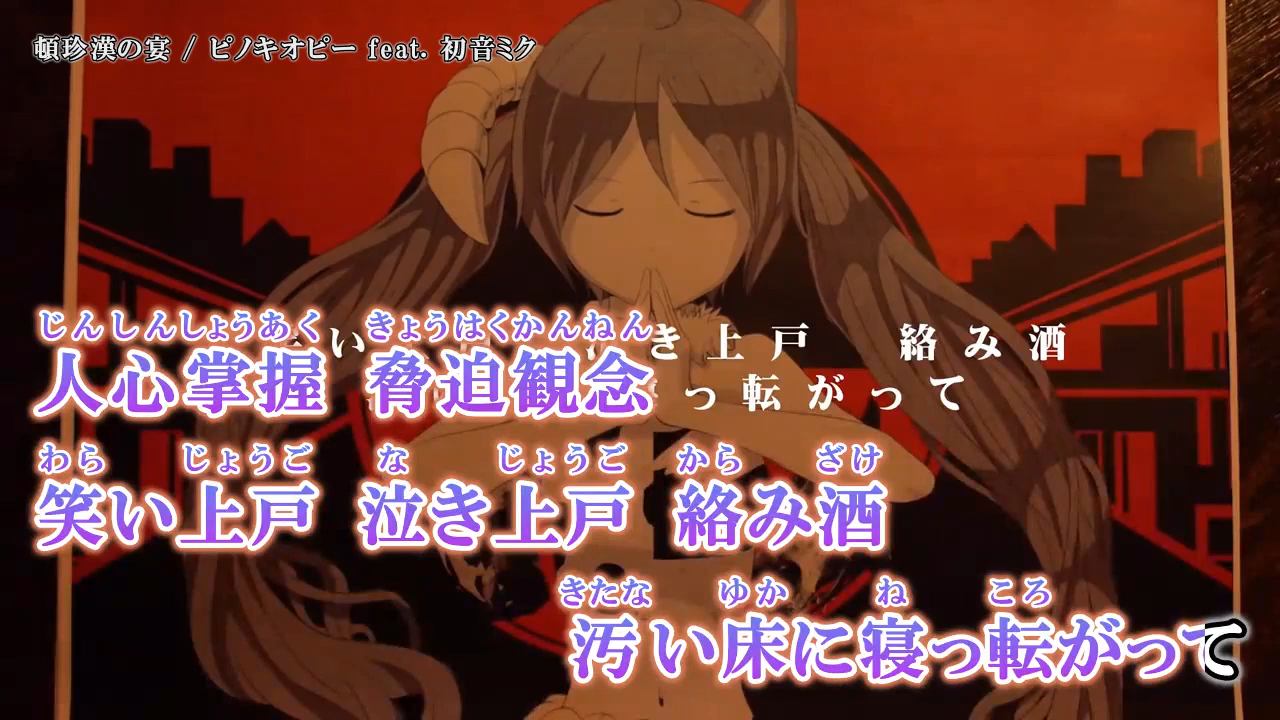 頓珍漢の宴 / ピノキオピー feat. 初音ミク
じんしんしょうあく きょうはくかんねん
人心掌握 脅迫観念
い き上戸 絡み酒
っ転がって
わら じょうご な じょうご から ざけ
笑い上戸 泣き上戸 絡み酒
きたな ゆか ね ころ
汚い床に寝っ転がって